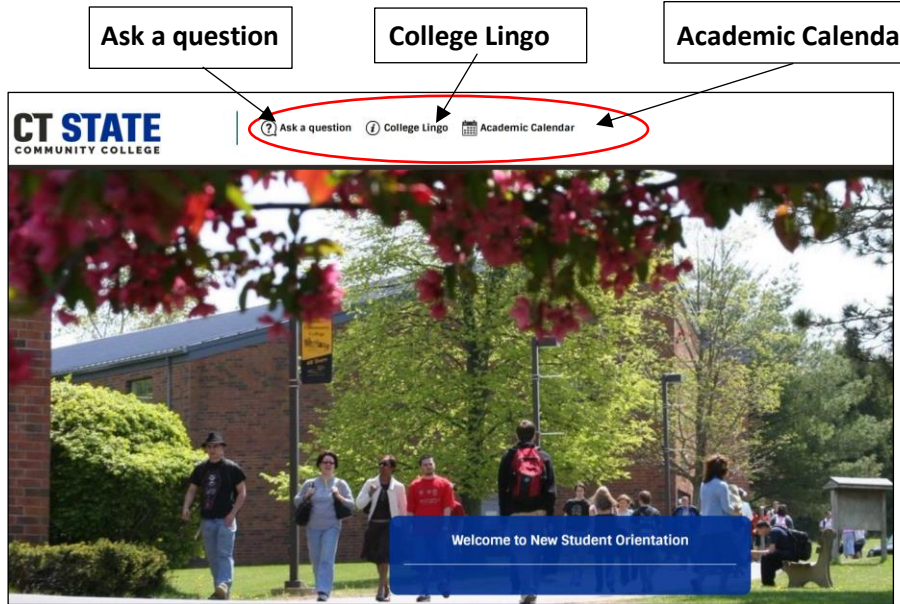 Ask a question
College Lingo
Academic Calenda
CT STATE
COMMUNITY COLLEGE
Ask a question
College Lingo
Academic Calendar
Welcome to New Student Orientation